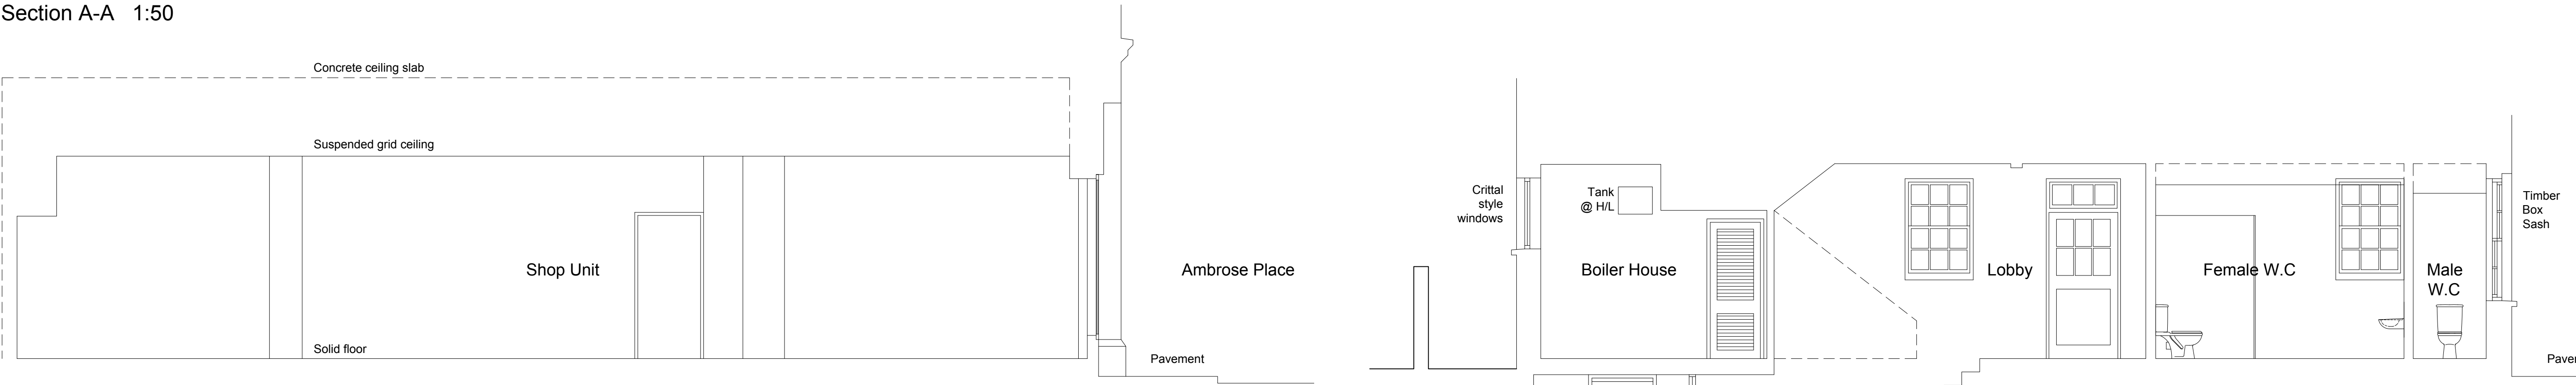 Section A-A 1:50
Concrete ceiling slab
Suspended grid ceiling
Shop Unit
Solid floor
Ambrose Place
Pavement
Crittal
style
windows
Tank
@ H/L
Boiler House
Lobby
Female W.C
Male
W.C
Timber
Box
Sash
Paver